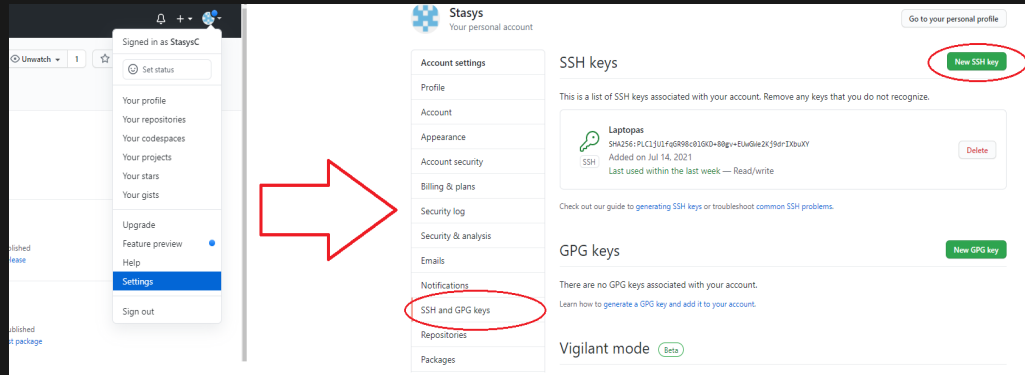 Signed in as StasysC
Set status
Unwatch
1
Your profile
Your repositories
Your codespaces
Your projects
Your stars
Your gists
Upgrade
Feature preview
Help
Settings
Sign out
Stasys
Your personal account
Go to your personal profile
Account settings
Profile
Account
Appearance
Account security
Billing & plans
Security log
Security & analysis
Emails
Notifications
SSH and GPG keys
Repositories
Packages
SSH keys
New SSH key
This is a list of SSH keys associated with your account. Remove any keys that you do not recognize.
Laptopas
SSH
Added on Jul 14, 2021
Last used within the last week — Read/write
Delete
Check out our guide to generating SSH keys or troubleshoot common SSH problems.
GPG keys
New GPG key
There are no GPG keys associated with your account.
Learn how to generate a GPG key and add it to your account.
Vigilant mode
Beta